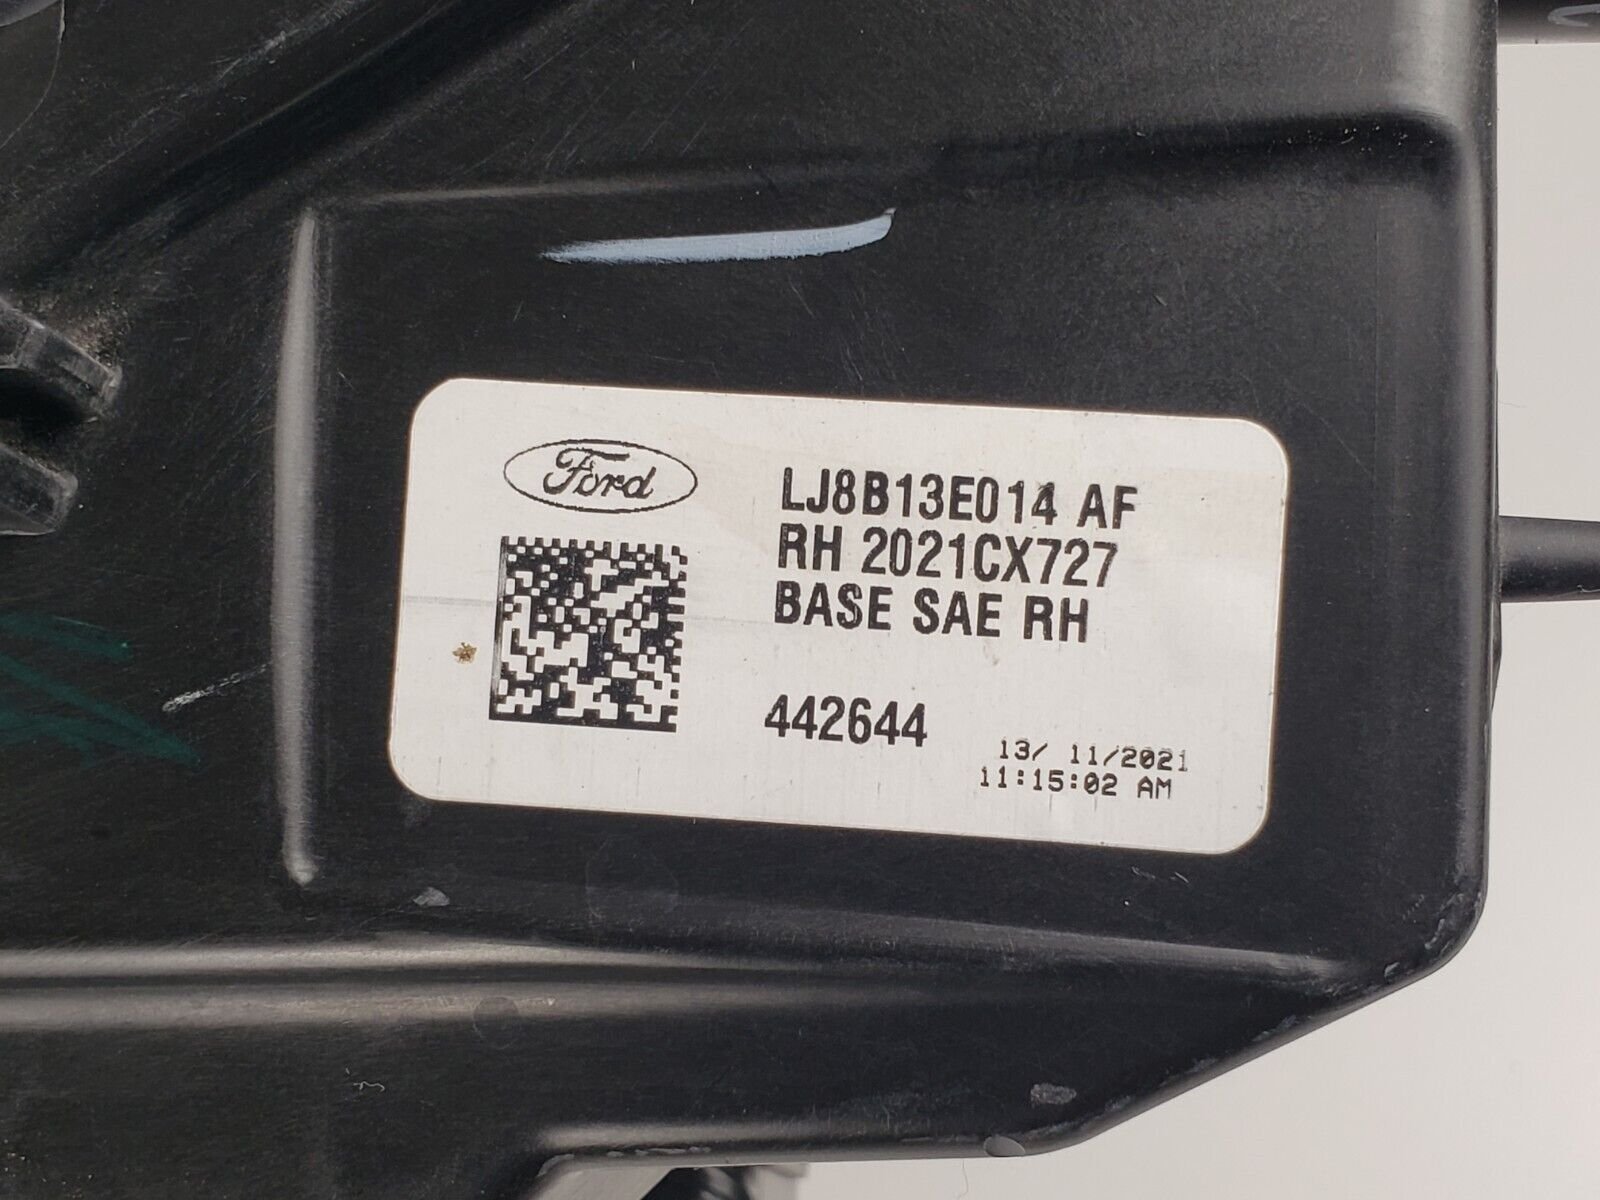 Ford
LJ8B13E014 AF
RH 2021CX727
BASE SAE RH
442644
13/ 11/2021
11:15:02 AM